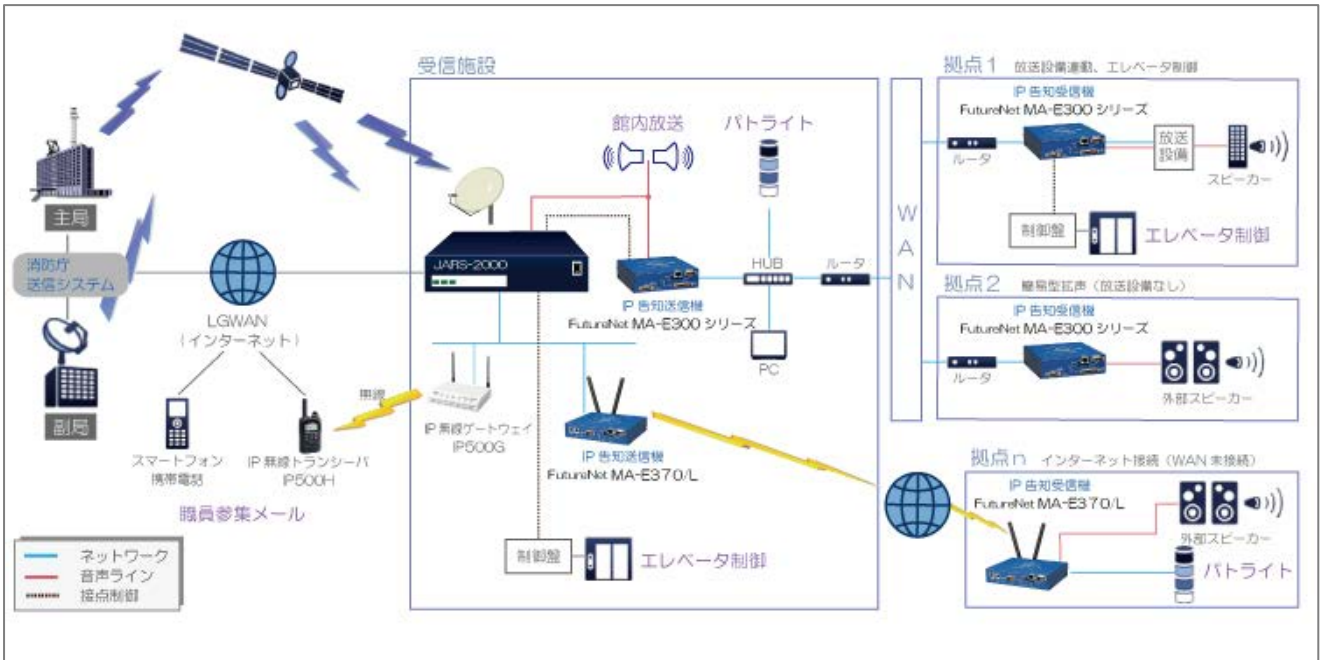 主局
消防庁
送信システム
副局
LGWAN
(インターネット)
スマートフォン
携帯電話
IP 無線トランシーバ
IP500H
職員参集メール
ネットワーク
音声ライン
接点制御
受信施設
館内放送
パトライト
JARS-2000
IP 告知送信機
FutureNet MA-E300 シリーズ
HUB
ルータ
PC
無線
IP 無線ゲートウェイ
IP500G
IP 告知送信機
FutureNet MA-E370/L
制御盤
エレベータ制御
WAN
拠点1 放送設備連動、エレベータ制御
IP 告知受信機
FutureNet MA-E300 シリーズ
ルータ
放送
設備
スピーカー
制御盤
エレベータ制御
拠点2 簡易型拡声(放送設備なし)
IP 告知受信機
FutureNet MA-E300 シリーズ
ルータ
外部スピーカー
拠点n インターネット接続(WAN 未接続)
IP 告知受信機
FutureNet MA-E370/L
外部スピーカー
パトライト